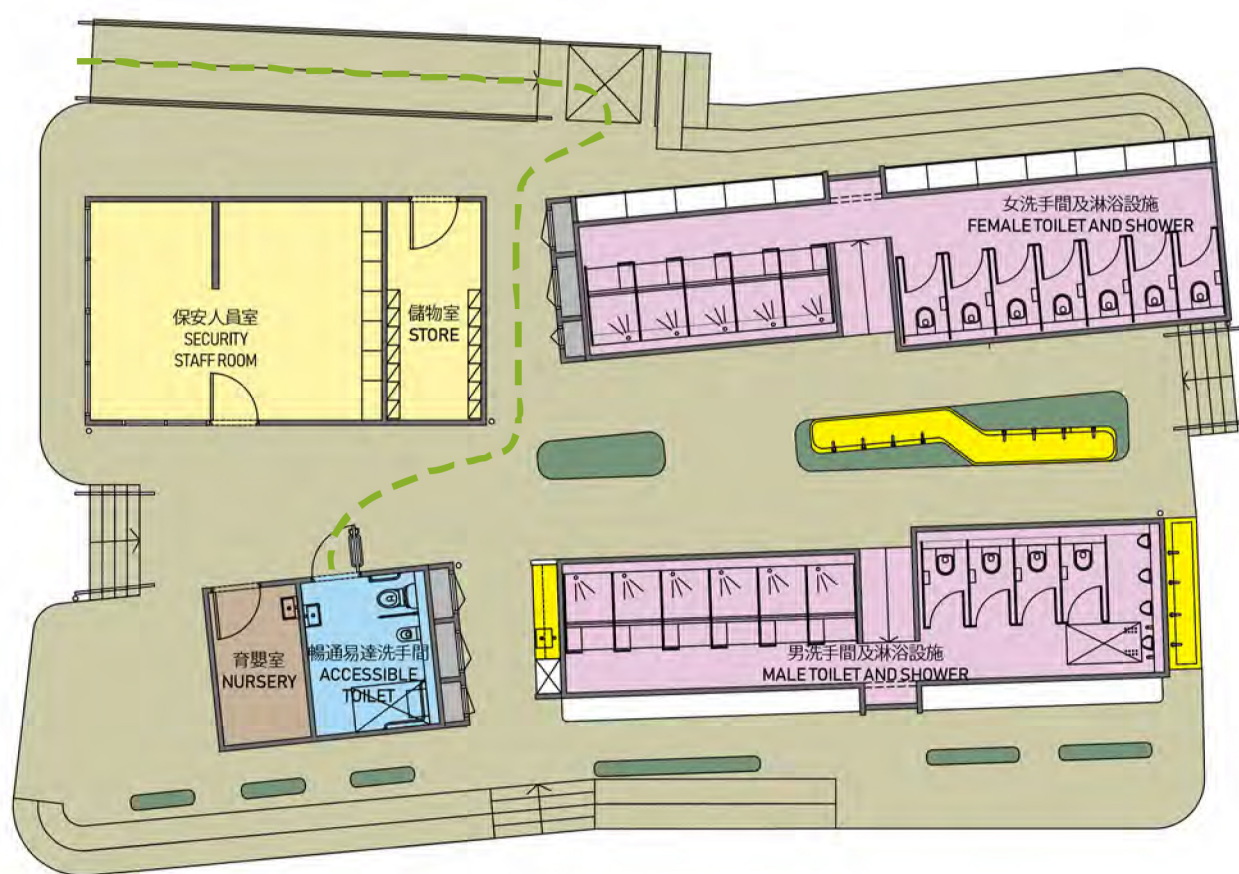 女洗手間及淋浴設施
FEMALE TOILET AND SHOWER
保安人員室
SECURITY
STAFF ROOM
儲物室
STORE
育嬰室
NURSERY
暢通易達洗手間
ACCESSIBLE
TOILET
男洗手間及淋浴設施
MALE TOILET AND SHOWER